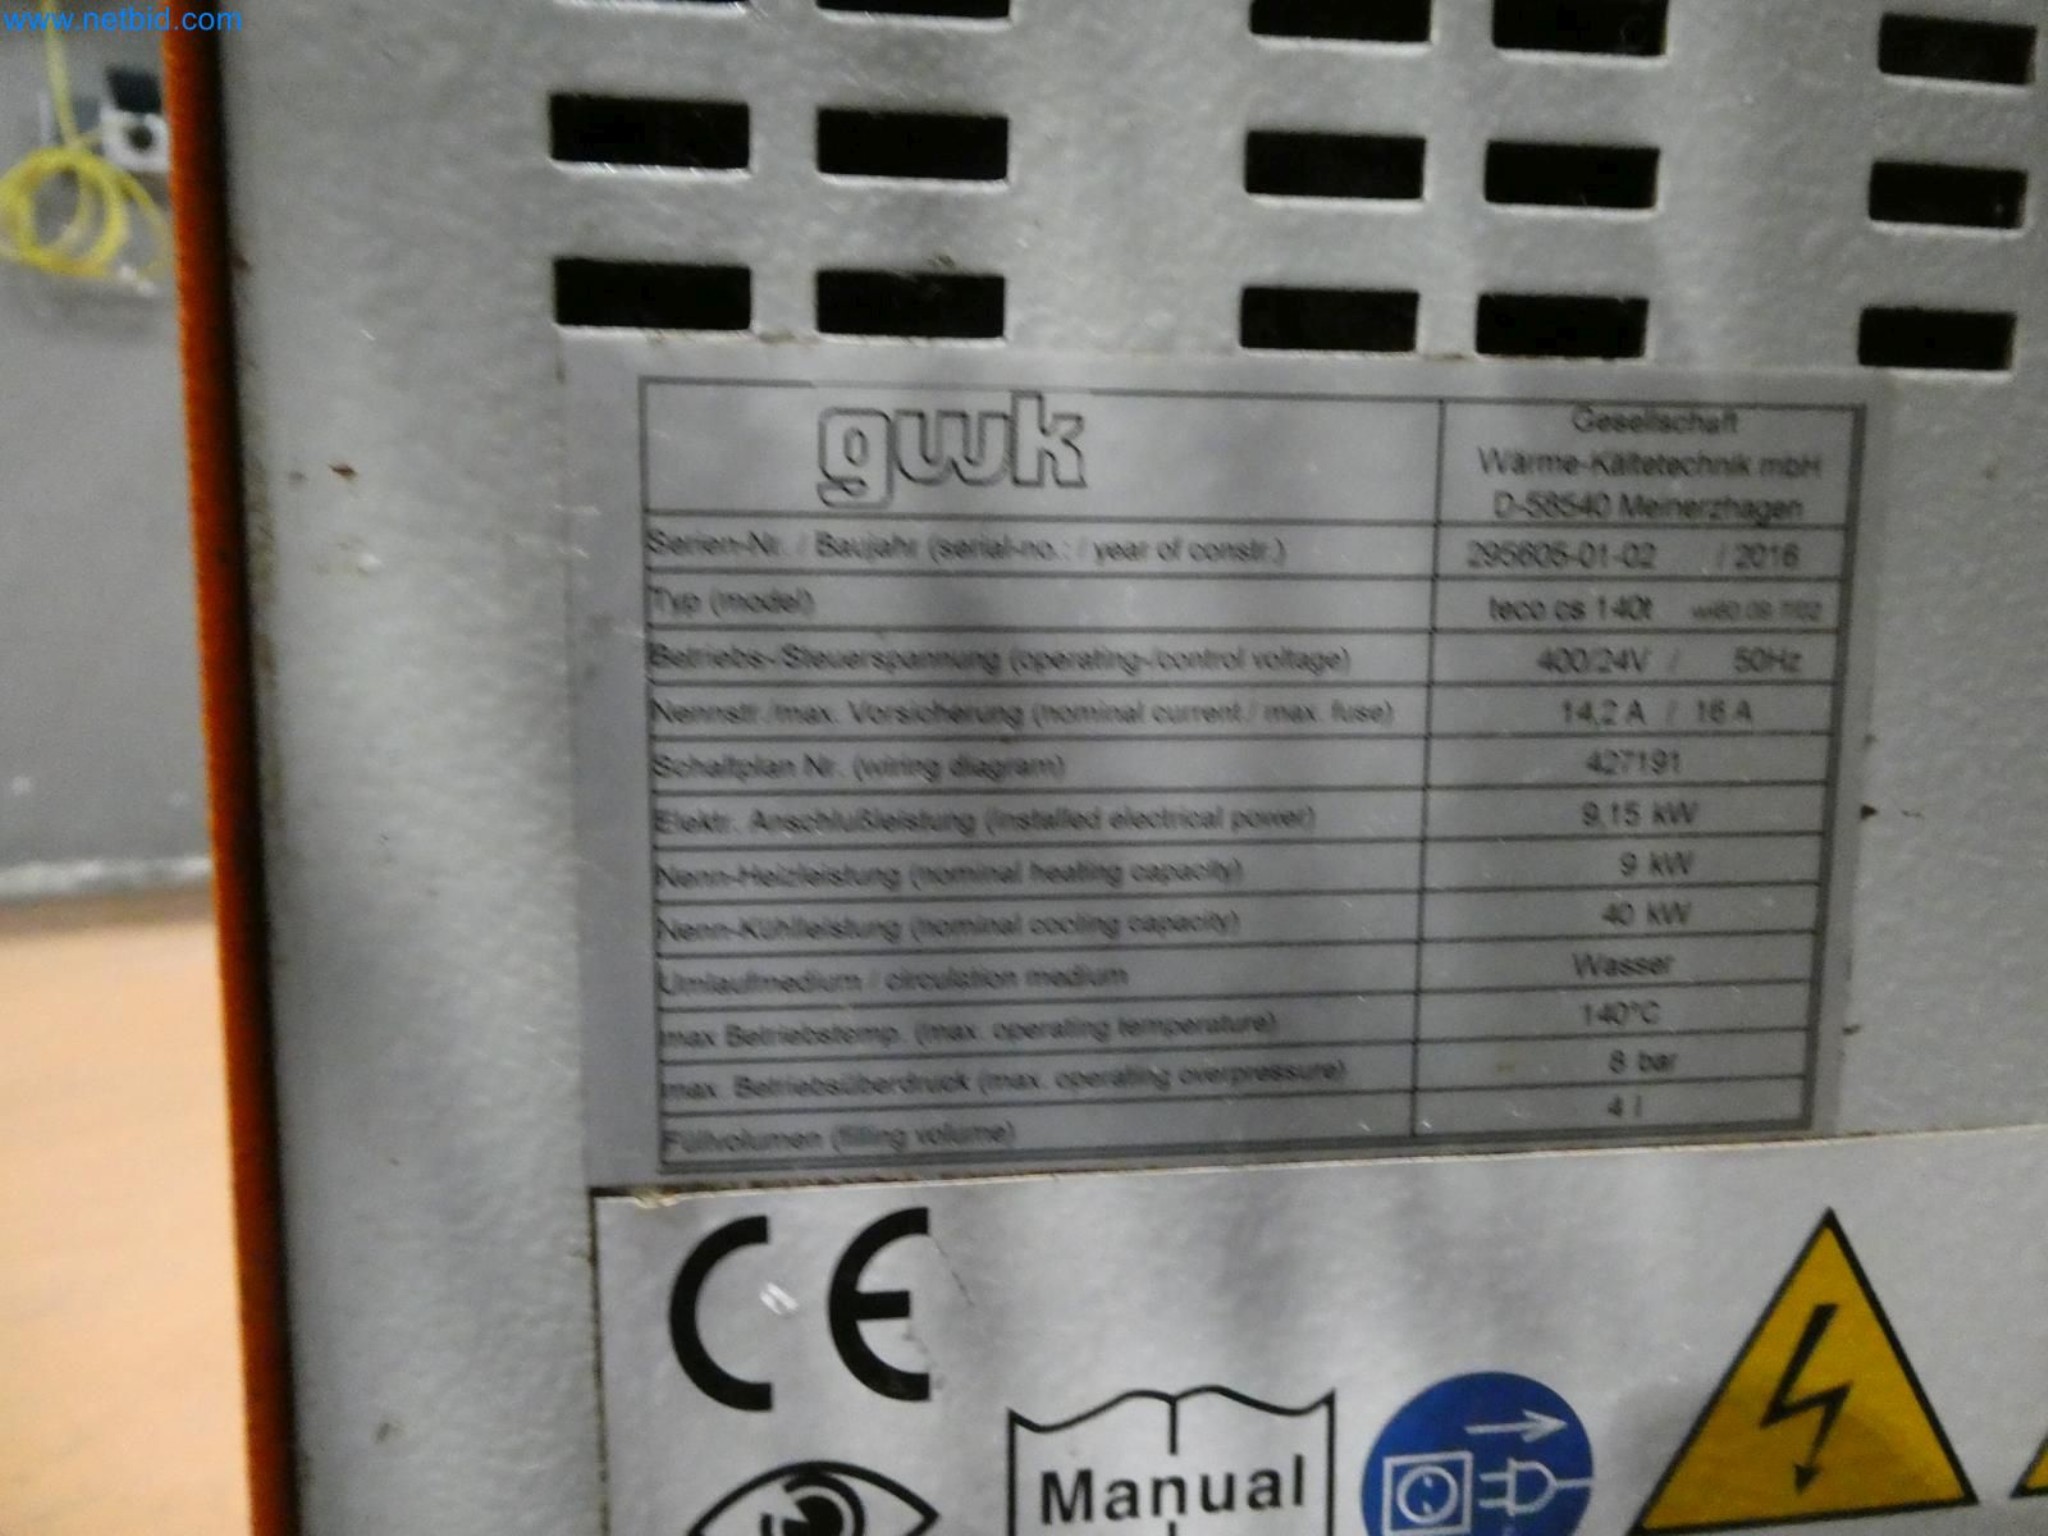 www.netbid.com
gwk
Gesellschaft
Wärme-Kältetechnik mbH
D-58540 Meinerzhagen
Serien-Nr. / Baujahr (serial-no.: / year of constr.) 295605-01-02 / 2016
Typ (model) teco cs 140t
Betriebs-/Steuerspannung (operating-/control voltage) 400/24V / 50Hz
Nennstr./max. Vorsicherung (nominal current / max. fuse) 14,2 A / 16 A
Schaltplan Nr. (wiring diagram) 427191
Elektr. Anschlußleistung (installed electrical power) 9,15 kW
Nenn-Heizleistung (nominal heating capacity) 9 kW
Nenn-Kühlleistung (nominal cooling capacity) 40 kW
Umlaufmedium / circulation medium Wasser
max Betriebstemp. (max. operating temperature) 140°C
max. Betriebsüberdruck (max. operating overpressure) 8 bar
Füllvolumen (filling volume) 4 l
CE
Manual